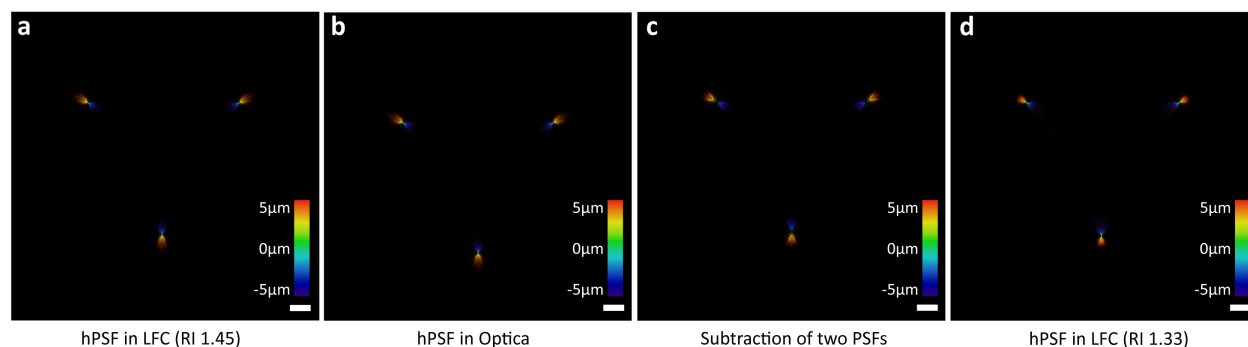 a
b
c
d
5μm
0μm
-5μm
5μm
0μm
-5μm
5μm
0μm
-5μm
5μm
0μm
-5μm
hPSF in LFC (RI 1.45)
hPSF in Optica
Subtraction of two PSFs
hPSF in LFC (RI 1.33)